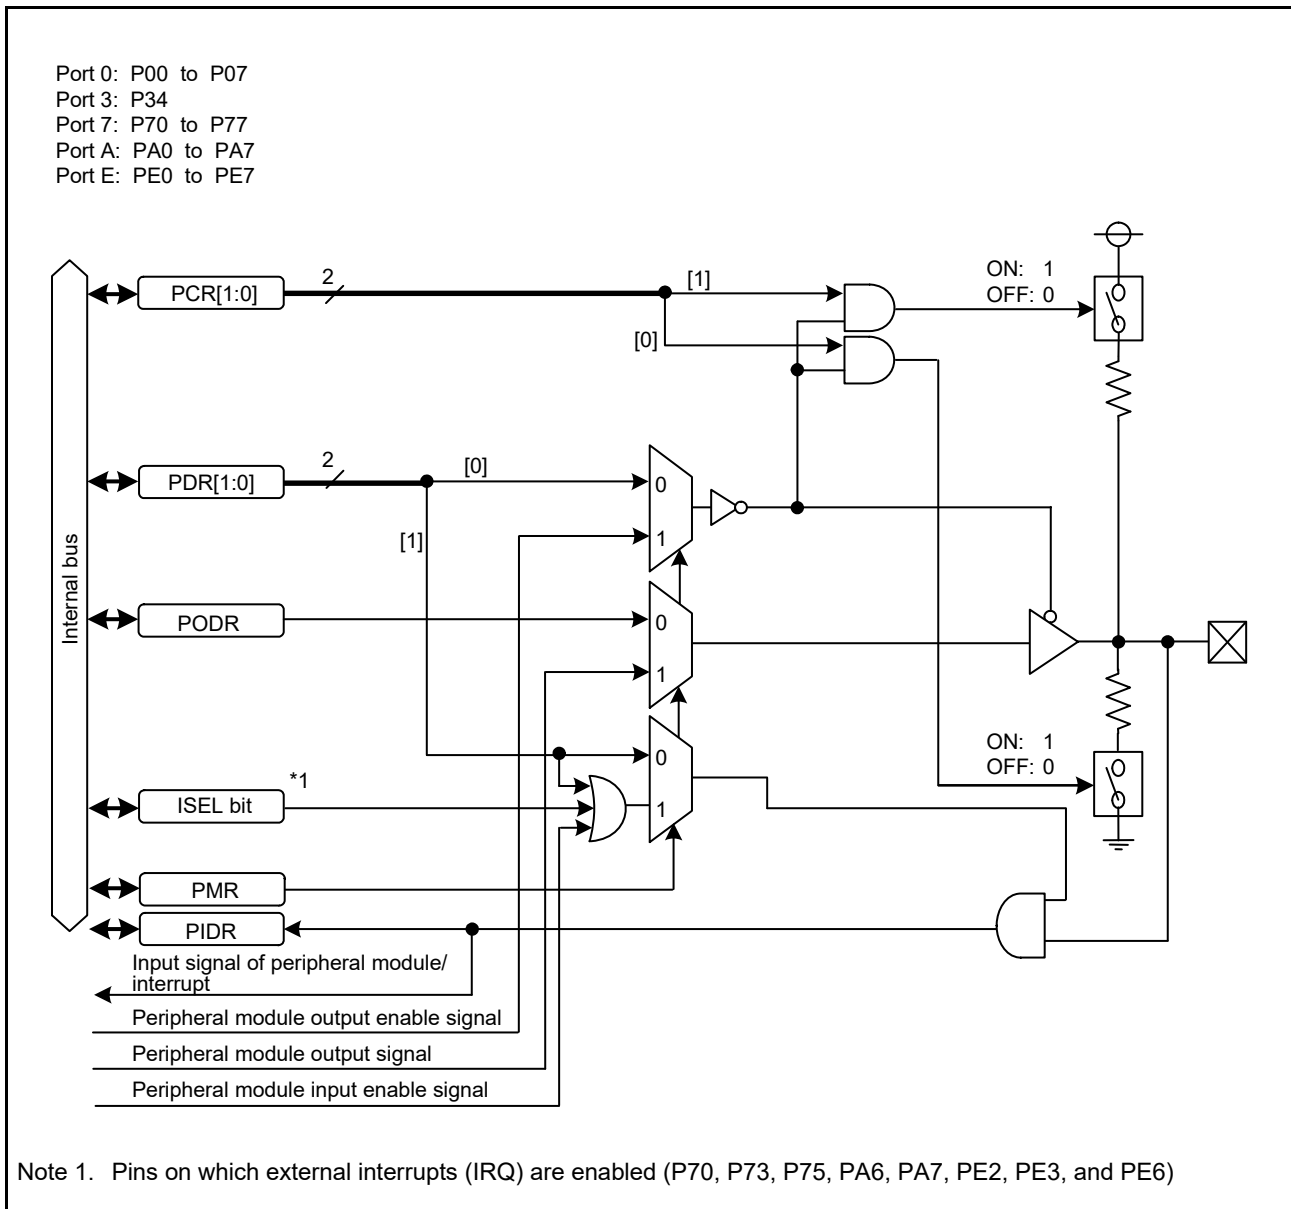 Port 0: P00 to P07
Port 3: P34
Port 7: P70 to P77
Port A: PA0 to PA7
Port E: PE0 to PE7
Internal bus
PCR[1:0]
2
[1]
[0]
ON: 1
OFF: 0
PDR[1:0]
2
[0]
[1]
0
1
PODR
0
1
ON: 1
OFF: 0
0
1
ISEL bit
*1
PMR
PIDR
Input signal of peripheral module/
interrupt
Peripheral module output enable signal
Peripheral module output signal
Peripheral module input enable signal
Note 1. Pins on which external interrupts (IRQ) are enabled (P70, P73, P75, PA6, PA7, PE2, PE3, and PE6)